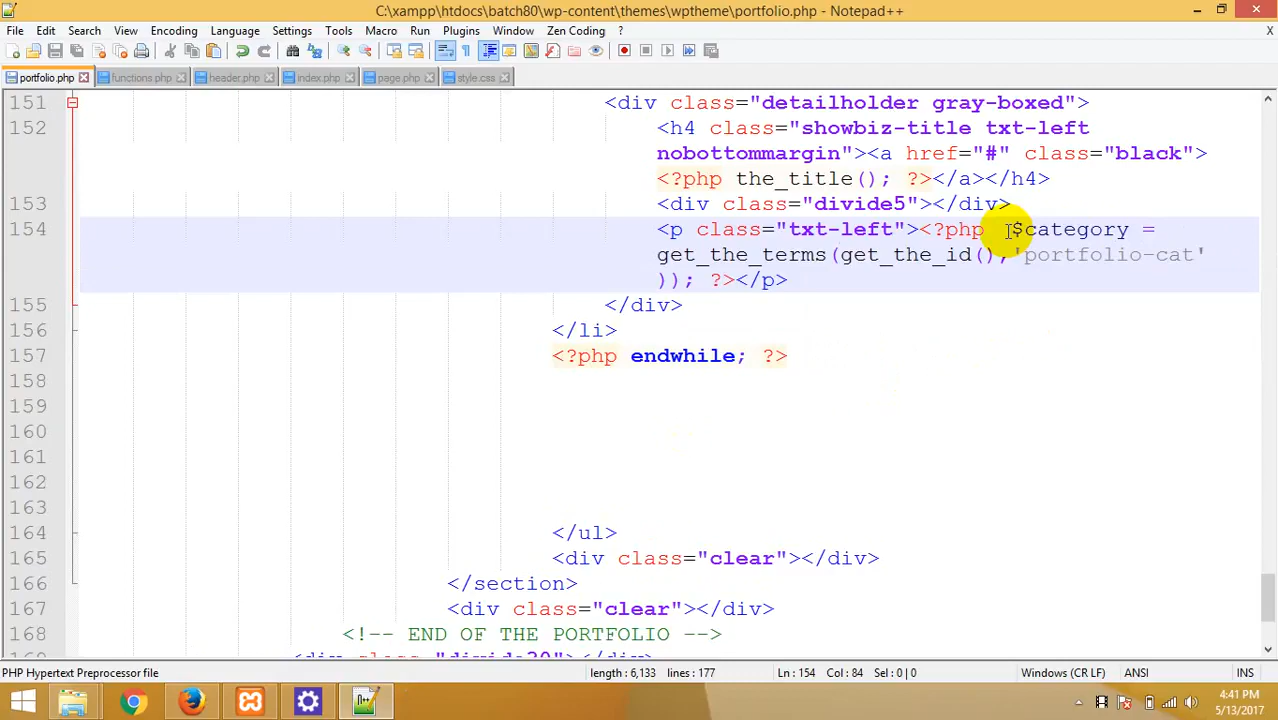 C:\xampp\htdocs\batch80\wp-content\themes\wptheme\portfolio.php - Notepad++
File Edit Search View Encoding Language Settings Tools Macro Run Plugins Window Zen Coding ? X
portfolio.php functions.php header.php index.php page.php style.css
151 <div class="detailholder gray-boxed">
152 <h4 class="showbiz-title txt-left
nobottommargin"><a href="#" class="black">
<?php the_title(); ?></a></h4>
153 <div class="divide5"></div>
154 <p class="txt-left"><?php $category =
get_the_terms(get_the_id(),'portfolio-cat'
)); ?></p>
155 </div>
156 </li>
157 <?php endwhile; ?>
158
159
160
161
162
163
164 </ul>
165 <div class="clear"></div>
166 </section>
167 <div class="clear"></div>
168 <!-- END OF THE PORTFOLIO -->
169 <div class="divide30"></div>
PHP Hypertext Preprocessor file length : 6,133 lines : 177 Ln : 154 Col : 84 Sel : 0 | 0 Windows (CR LF) ANSI INS
4:41 PM
5/13/2017